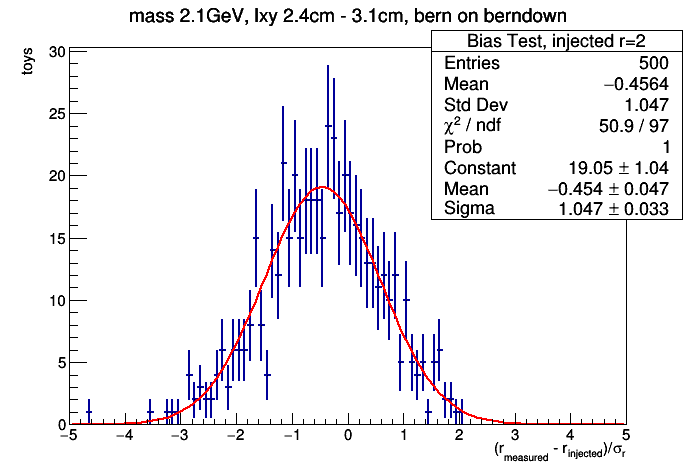 mass 2.1GeV, lxy 2.4cm - 3.1cm, bern on berndown
toys
Bias Test, injected r=2
Entries 500
Mean −0.4564
Std Dev 1.047
χ² / ndf 50.9 / 97
Prob 1
Constant 19.05 ± 1.04
Mean −0.454 ± 0.047
Sigma 1.047 ± 0.033
30
25
20
15
10
5
0
−5 −4 −3 −2 −1 0 1 2 3 4 5
(r_measured - r_injected)/σ_r